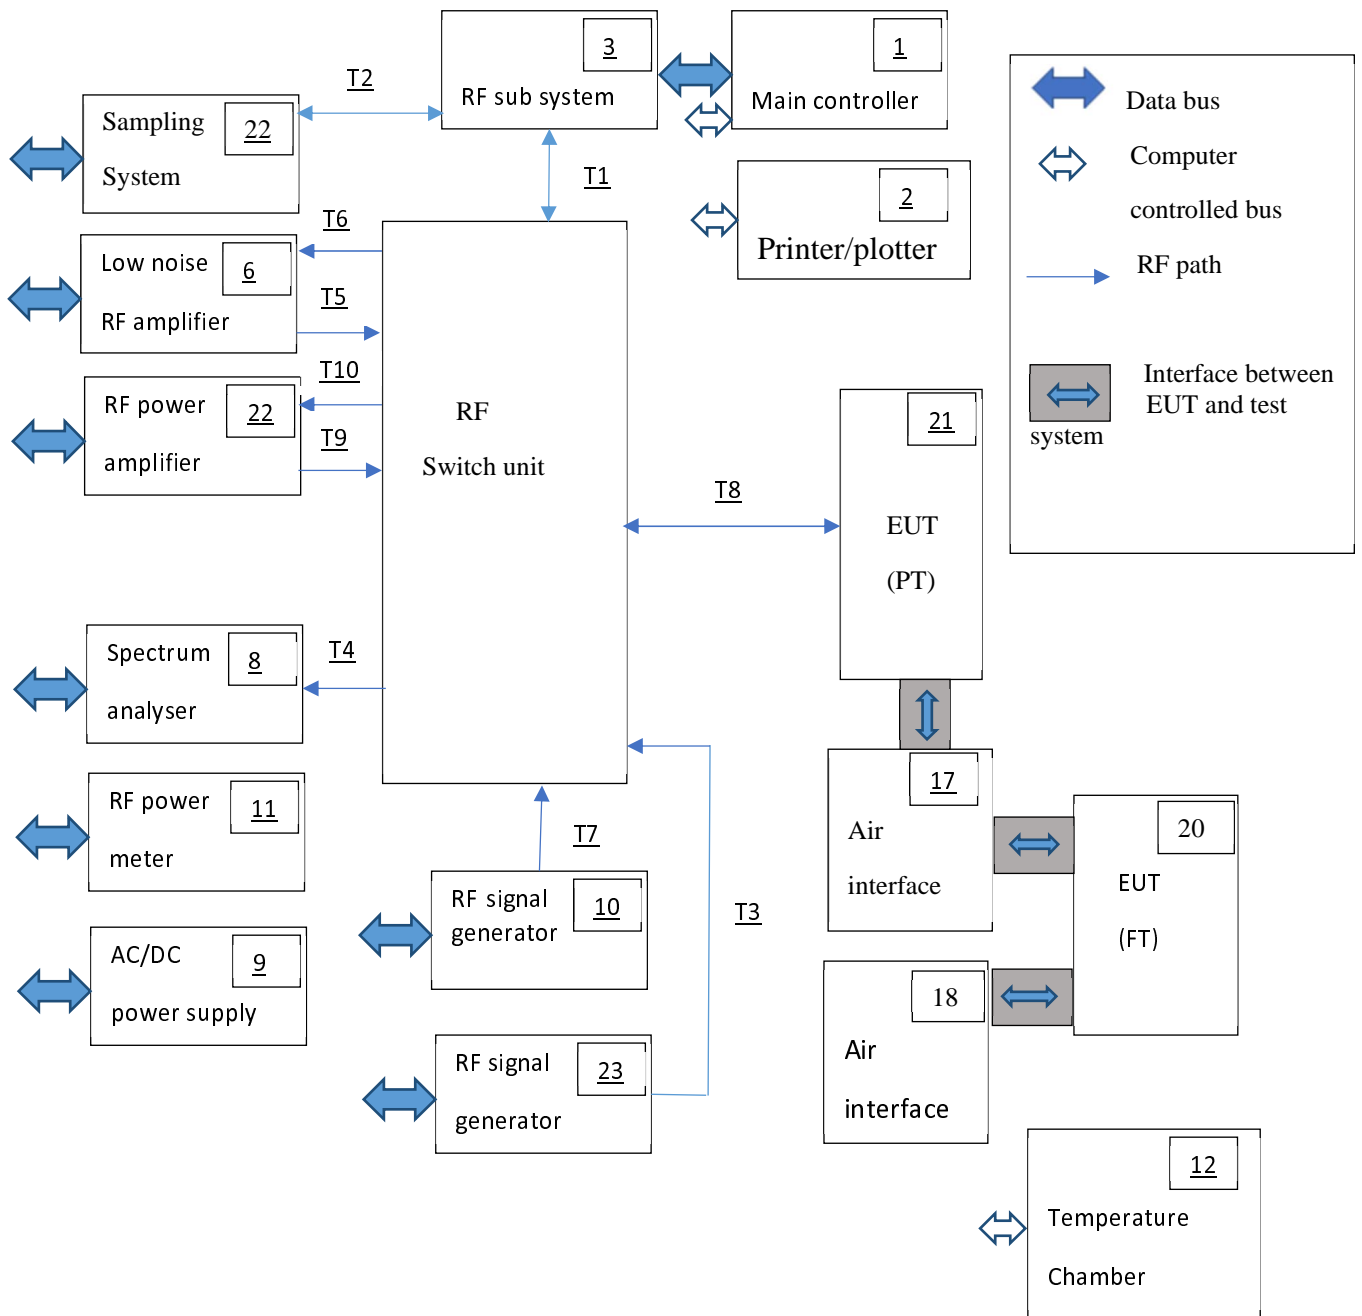 3
RF sub system
1
Main controller
T2
Sampling
System
22
T1
2
Printer/plotter
Data bus
Computer
controlled bus
RF path
Interface between
EUT and test
system
T6
Low noise
RF amplifier
6
T5
T10
RF power
amplifier
22
T9
RF
Switch unit
T8
21
EUT
(PT)
T4
Spectrum
analyser
8
RF power
meter
11
AC/DC
power supply
9
T7
RF signal
generator
10
T3
RF signal
generator
23
17
Air
interface
20
EUT
(FT)
18
Air
interface
12
Temperature
Chamber